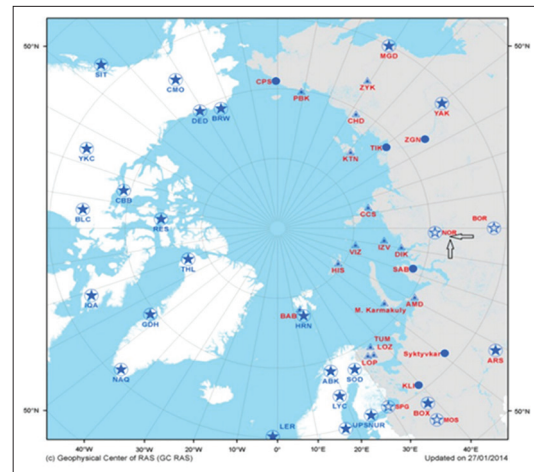 50°N
50°N
SIT
CMO
CPS
MGD
PBK
ZYK
DED
BRW
YAK
CHD
ZGN
YKC
TIK
KTN
CBD
BLC
RES
CCS
BOR
NOR
VIZ
IZV
DIK
THL
HIS
SAB
IQA
GDH
BAB
HRN
M. Karmakuly
AMD
TUM
LOZ
LOP
Syktyvkar
ARS
NAQ
ABK
SOD
KLI
LYC
SPG
BOX
MOS
50°N
50°N
LER
UPS
NUR
40°W
30°W
20°W
10°W
0°
10°E
20°E
30°E
40°E
(c) Geophysical Center of RAS (GC RAS)
Updated on 27/01/2014